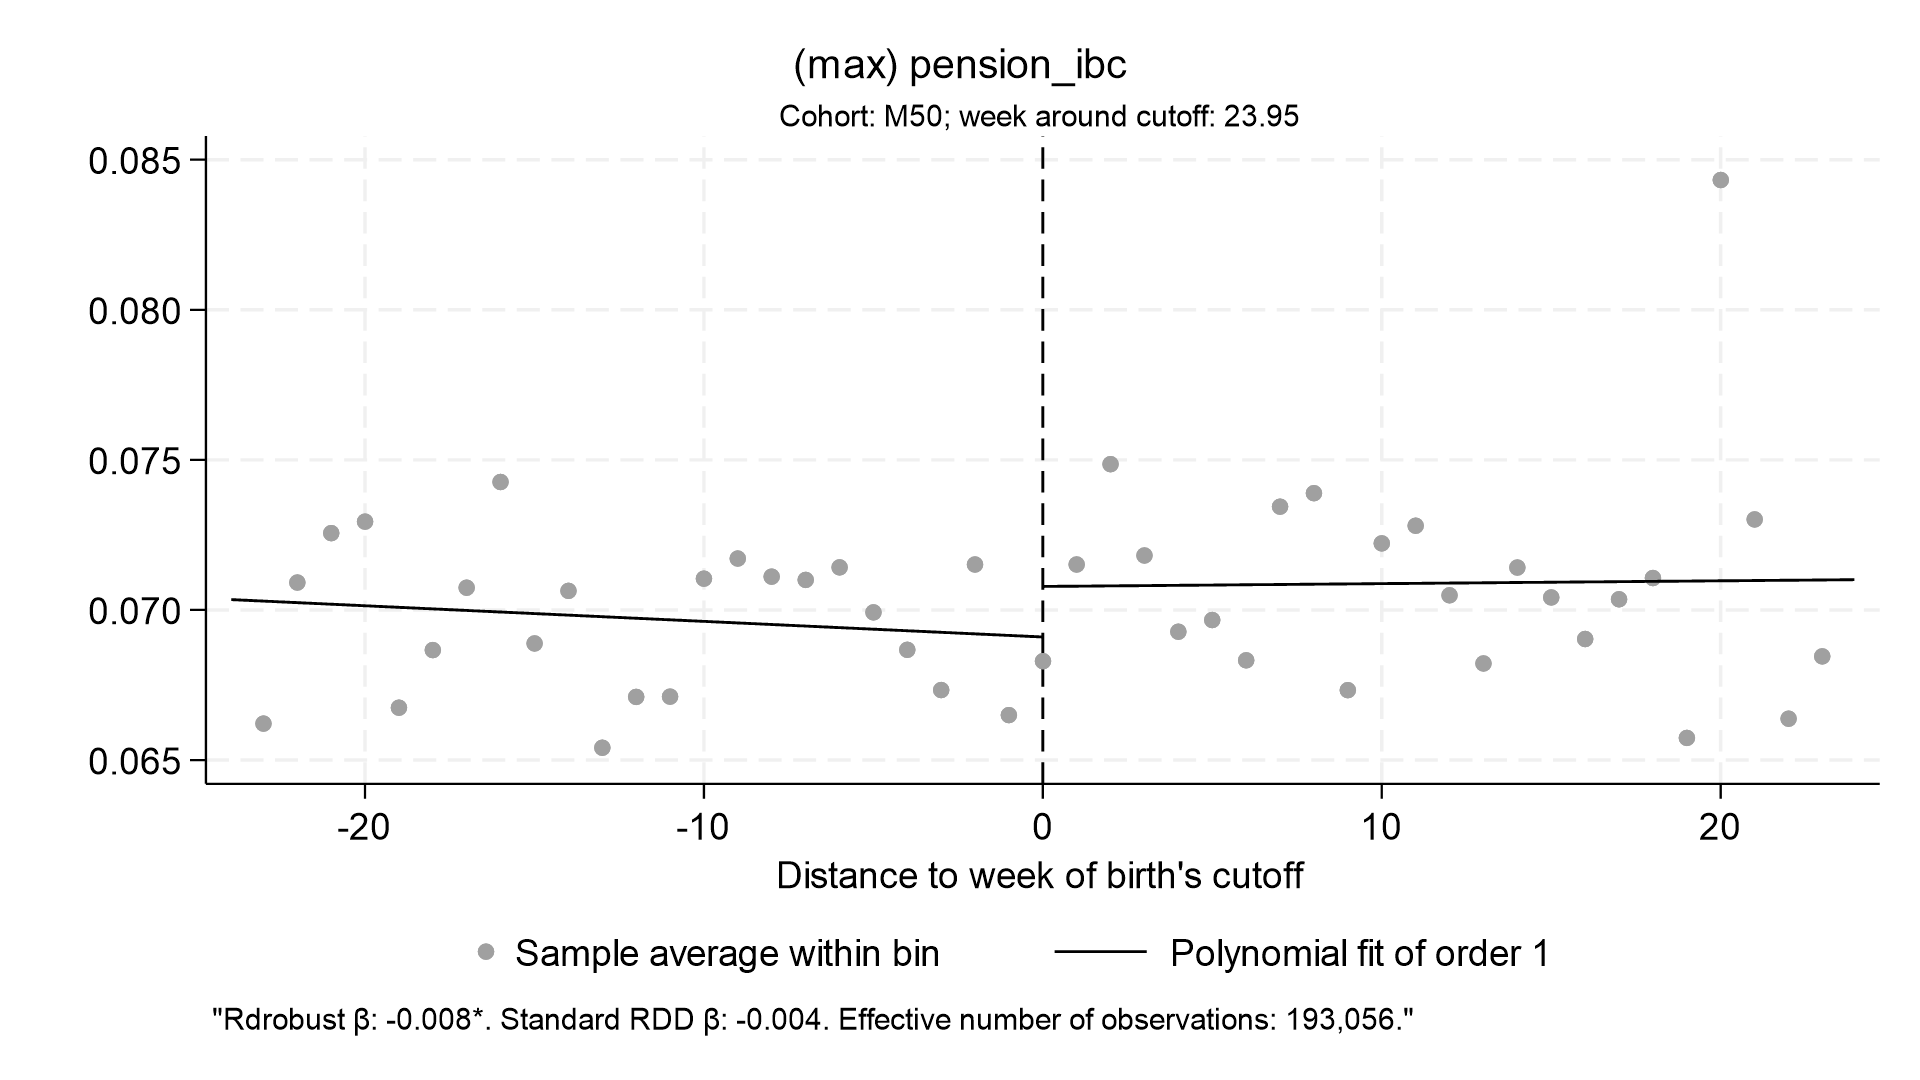 (max) pension_ibc
Cohort: M50; week around cutoff: 23.95
0.085
0.080
0.075
0.070
0.065
-20 -10 0 10 20
Distance to week of birth's cutoff
Sample average within bin Polynomial fit of order 1
"Rdrobust β: -0.008*. Standard RDD β: -0.004. Effective number of observations: 193,056."